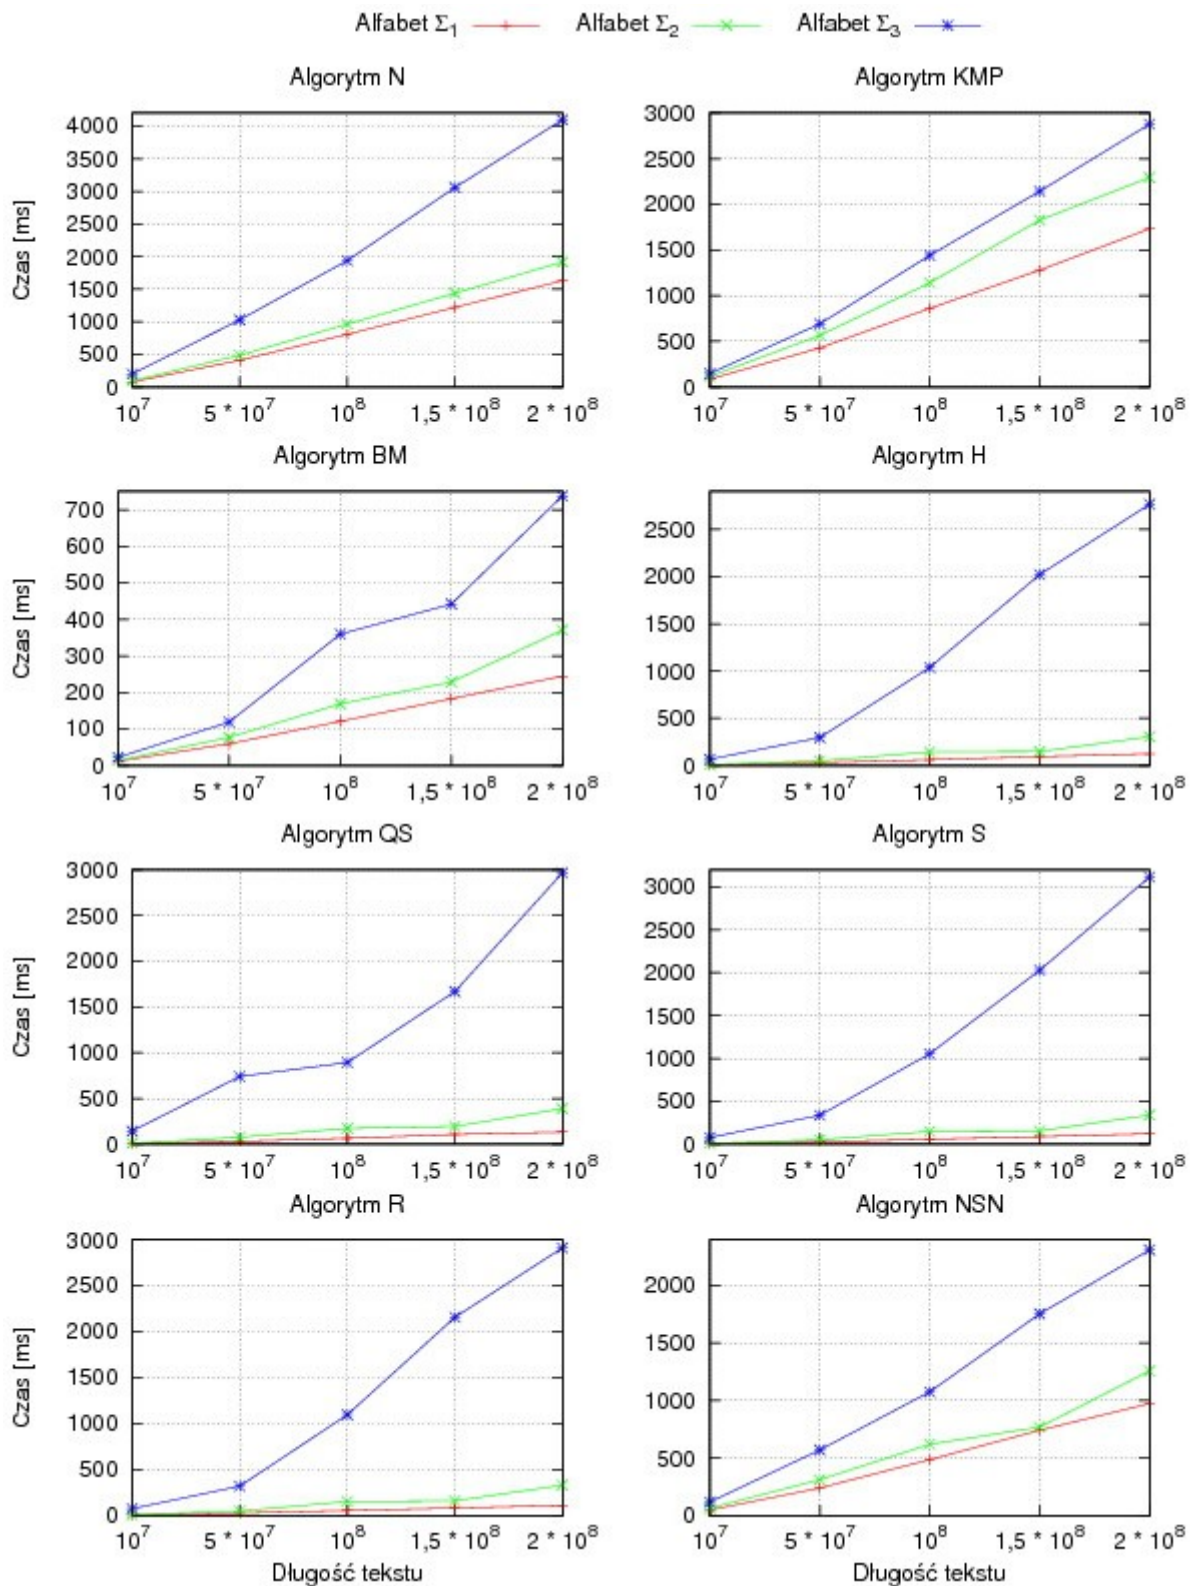 Alfabet Σ1 Alfabet Σ2 Alfabet Σ3
Algorytm N
Czas [ms]
4000
3500
3000
2500
2000
1500
1000
500
0
10^7 5 * 10^7 10^8 1,5 * 10^8 2 * 10^8
Algorytm KMP
3000
2500
2000
1500
1000
500
0
10^7 5 * 10^7 10^8 1,5 * 10^8 2 * 10^8
Algorytm BM
Czas [ms]
700
600
500
400
300
200
100
0
10^7 5 * 10^7 10^8 1,5 * 10^8 2 * 10^8
Algorytm H
2500
2000
1500
1000
500
0
10^7 5 * 10^7 10^8 1,5 * 10^8 2 * 10^8
Algorytm QS
Czas [ms]
3000
2500
2000
1500
1000
500
0
10^7 5 * 10^7 10^8 1,5 * 10^8 2 * 10^8
Algorytm S
3000
2500
2000
1500
1000
500
0
10^7 5 * 10^7 10^8 1,5 * 10^8 2 * 10^8
Algorytm R
Czas [ms]
3000
2500
2000
1500
1000
500
0
10^7 5 * 10^7 10^8 1,5 * 10^8 2 * 10^8
Długość tekstu
Algorytm NSN
2000
1500
1000
500
0
10^7 5 * 10^7 10^8 1,5 * 10^8 2 * 10^8
Długość tekstu